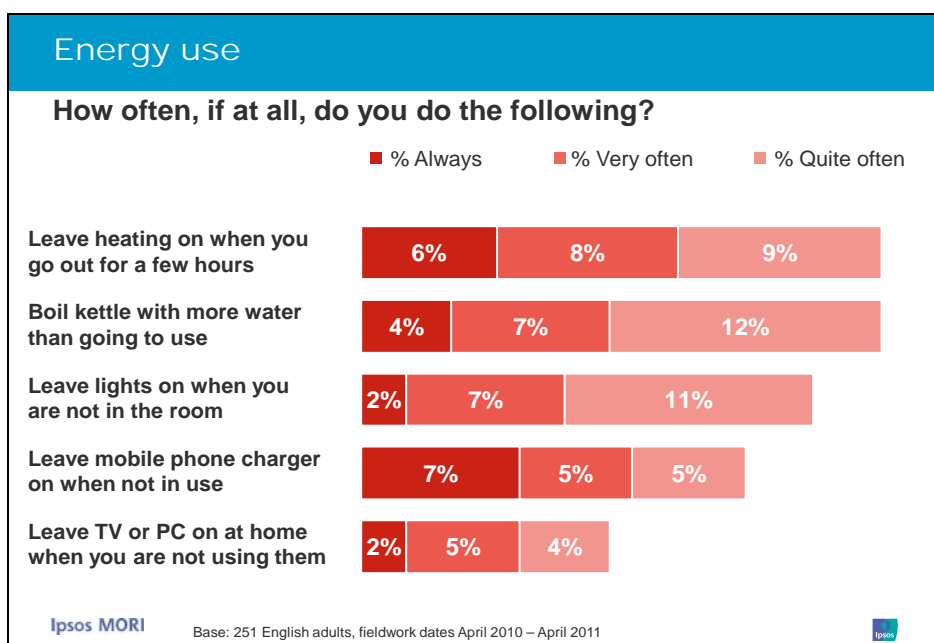 Energy use
How often, if at all, do you do the following?
% Always % Very often % Quite often
Leave heating on when you
go out for a few hours
6% 8% 9%
Boil kettle with more water
than going to use
4% 7% 12%
Leave lights on when you
are not in the room
2% 7% 11%
Leave mobile phone charger
on when not in use
7% 5% 5%
Leave TV or PC on at home
when you are not using them
2% 5% 4%
Ipsos MORI
Base: 251 English adults, fieldwork dates April 2010 – April 2011
Ipsos